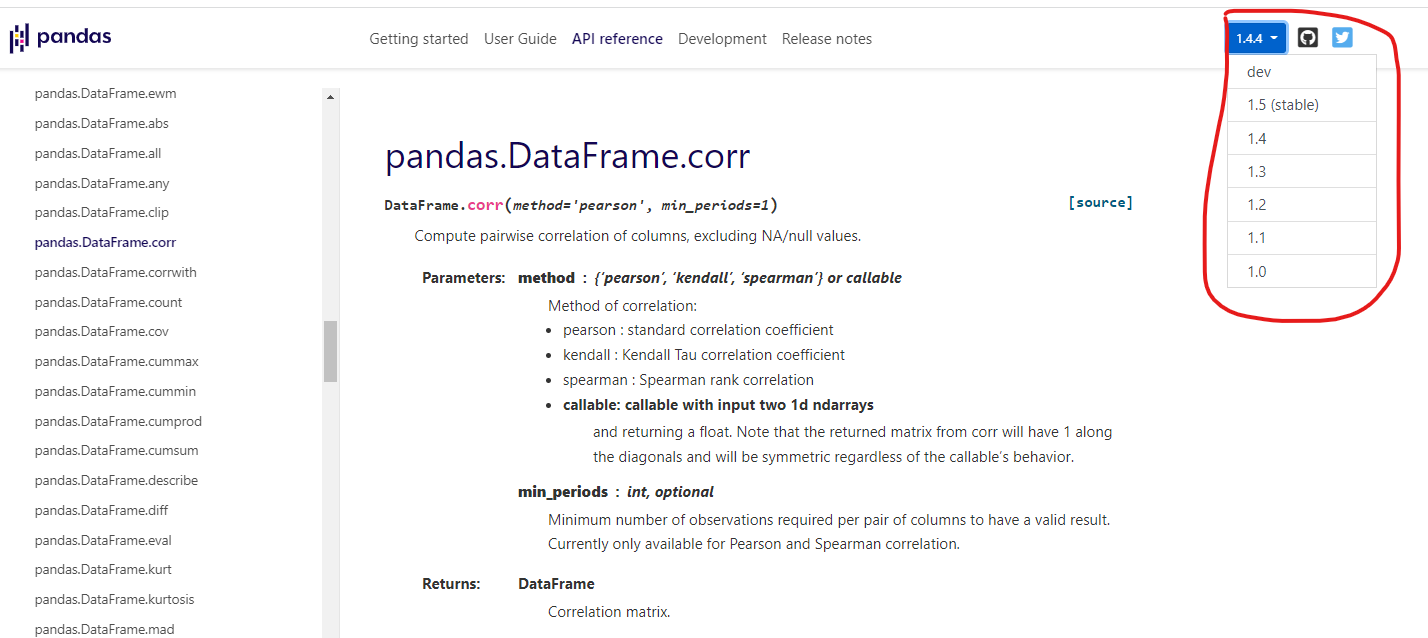 pandas
Getting started User Guide API reference Development Release notes
1.4.4
dev
1.5 (stable)
1.4
1.3
1.2
1.1
1.0
pandas.DataFrame.ewm
pandas.DataFrame.abs
pandas.DataFrame.all
pandas.DataFrame.any
pandas.DataFrame.clip
pandas.DataFrame.corr
pandas.DataFrame.corrwith
pandas.DataFrame.count
pandas.DataFrame.cov
pandas.DataFrame.cummax
pandas.DataFrame.cummin
pandas.DataFrame.cumprod
pandas.DataFrame.cumsum
pandas.DataFrame.describe
pandas.DataFrame.diff
pandas.DataFrame.eval
pandas.DataFrame.kurt
pandas.DataFrame.kurtosis
pandas.DataFrame.mad
pandas.DataFrame.corr
DataFrame.corr(method='pearson', min_periods=1) [source]
Compute pairwise correlation of columns, excluding NA/null values.
Parameters: method : {‘pearson’, ‘kendall’, ‘spearman’} or callable
Method of correlation:
• pearson : standard correlation coefficient
• kendall : Kendall Tau correlation coefficient
• spearman : Spearman rank correlation
• callable: callable with input two 1d ndarrays
and returning a float. Note that the returned matrix from corr will have 1 along
the diagonals and will be symmetric regardless of the callable’s behavior.
min_periods : int, optional
Minimum number of observations required per pair of columns to have a valid result.
Currently only available for Pearson and Spearman correlation.
Returns: DataFrame
Correlation matrix.